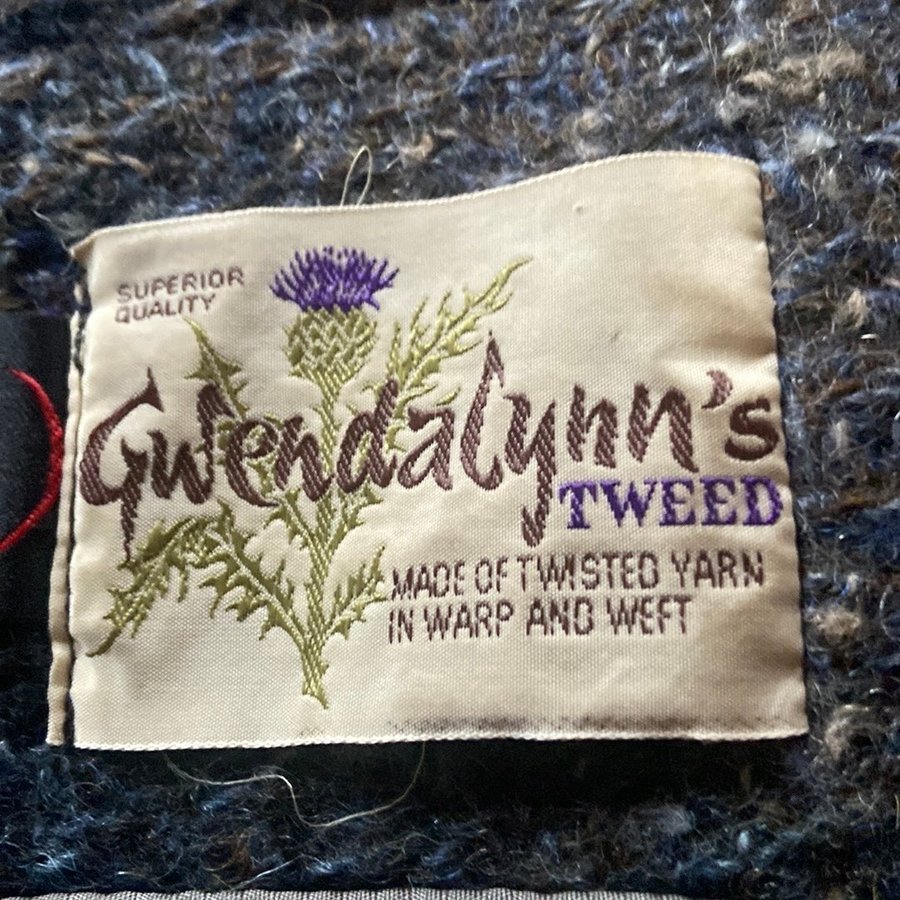 SUPERIOR
QUALITY
Gwendalynn's
TWEED
MADE OF TWISTED YARN
IN WARP AND WEFT